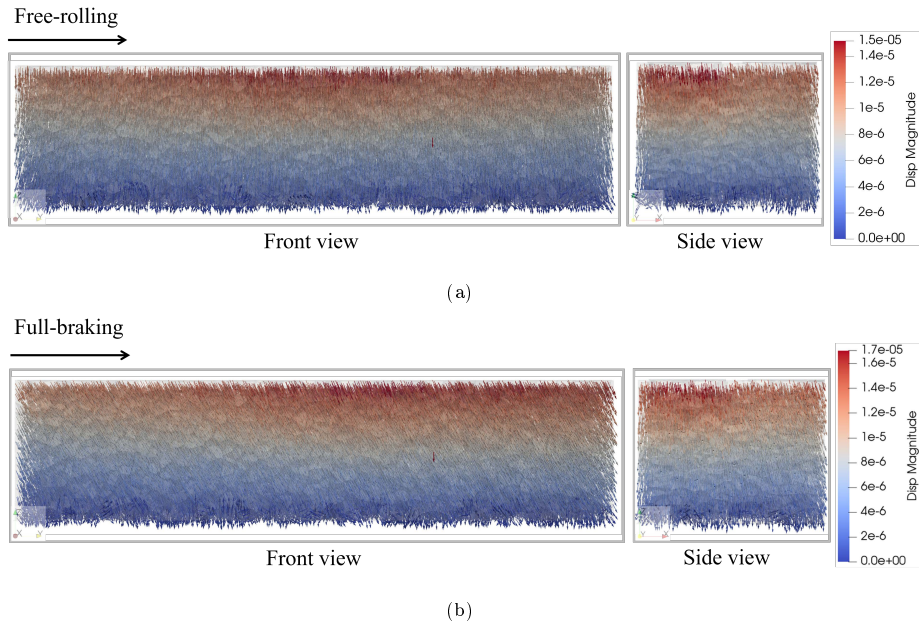 Free-rolling
1.5e-05
1.4e-5
1.2e-5
1e-5
8e-6
6e-6
4e-6
2e-6
0.0e+00
Disp Magnitude
Front view
Side view
(a)
Full-braking
1.7e-05
1.6e-5
1.4e-5
1.2e-5
1e-5
8e-6
6e-6
4e-6
2e-6
0.0e+00
Disp Magnitude
Front view
Side view
(b)